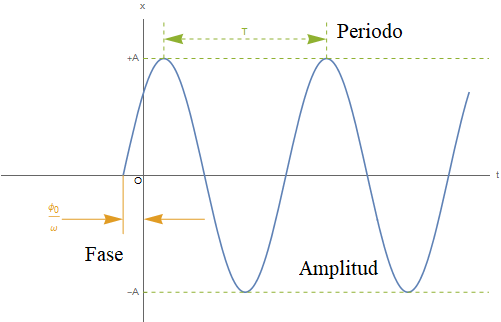 x
T
Periodo
+A
O
t
ϕ0
ω
Fase
Amplitud
−A